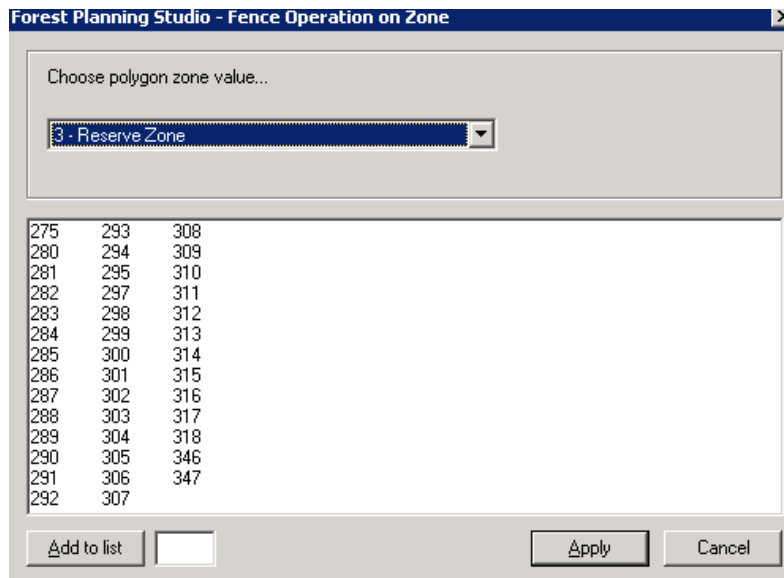 Forest Planning Studio - Fence Operation on Zone
Choose polygon zone value...
3 - Reserve Zone
275 293 308
280 294 309
281 295 310
282 297 311
283 298 312
284 299 313
285 300 314
286 301 315
287 302 316
288 303 317
289 304 318
290 305 346
291 306 347
292 307
Add to list Apply Cancel